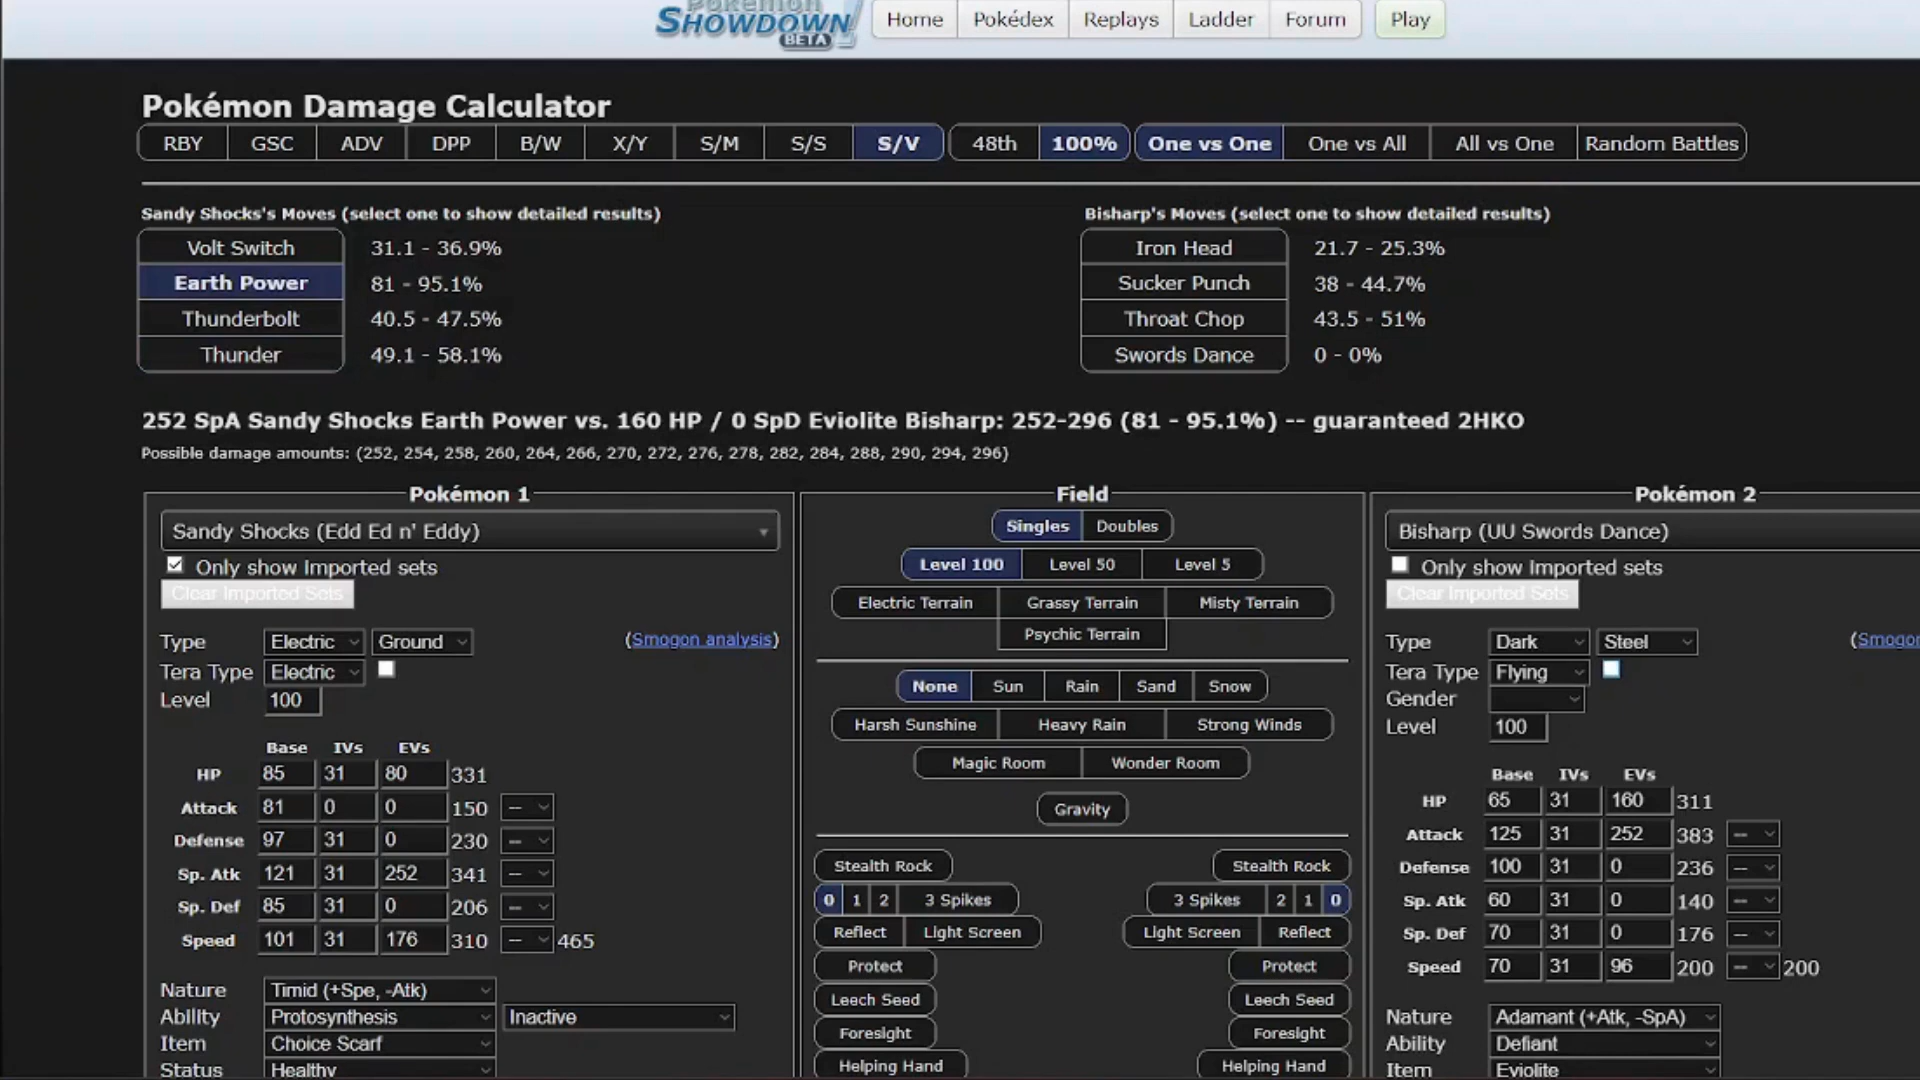 Pokémon
SHOWDOWN
BETA
Home Pokédex Replays Ladder Forum Play
Pokémon Damage Calculator
RBY GSC ADV DPP B/W X/Y S/M S/S S/V 48th 100% One vs One One vs All All vs One Random Battles
Sandy Shocks's Moves (select one to show detailed results) Bisharp's Moves (select one to show detailed results)
Volt Switch 31.1 - 36.9% Iron Head 21.7 - 25.3%
Earth Power 81 - 95.1% Sucker Punch 38 - 44.7%
Thunderbolt 40.5 - 47.5% Throat Chop 43.5 - 51%
Thunder 49.1 - 58.1% Swords Dance 0 - 0%
252 SpA Sandy Shocks Earth Power vs. 160 HP / 0 SpD Eviolite Bisharp: 252-296 (81 - 95.1%) -- guaranteed 2HKO
Possible damage amounts: (252, 254, 258, 260, 264, 266, 270, 272, 276, 278, 282, 284, 288, 290, 294, 296)
Pokémon 1
Sandy Shocks (Edd Ed n' Eddy)
Only show Imported sets
Clear Imported Sets
Type Electric Ground (Smogon analysis)
Tera Type Electric
Level 100
Base IVs EVs
HP 85 31 80 331
Attack 81 0 0 150 --
Defense 97 31 0 230 --
Sp. Atk 121 31 252 341 --
Sp. Def 85 31 0 206 --
Speed 101 31 176 310 -- 465
Nature Timid (+Spe, -Atk)
Ability Protosynthesis Inactive
Item Choice Scarf
Status Healthy
Field
Singles Doubles
Level 100 Level 50 Level 5
Electric Terrain Grassy Terrain Misty Terrain
Psychic Terrain
None Sun Rain Sand Snow
Harsh Sunshine Heavy Rain Strong Winds
Magic Room Wonder Room
Gravity
Stealth Rock Stealth Rock
0 1 2 3 Spikes 3 Spikes 2 1 0
Reflect Light Screen Light Screen Reflect
Protect Protect
Leech Seed Leech Seed
Foresight Foresight
Helping Hand Helping Hand
Pokémon 2
Bisharp (UU Swords Dance)
Only show Imported sets
Clear Imported Sets
Type Dark Steel (Smogon
Tera Type Flying
Gender
Level 100
Base IVs EVs
HP 65 31 160 311
Attack 125 31 252 383 --
Defense 100 31 0 236 --
Sp. Atk 60 31 0 140 --
Sp. Def 70 31 0 176 --
Speed 70 31 96 200 -- 200
Nature Adamant (+Atk, -SpA)
Ability Defiant
Item Eviolite